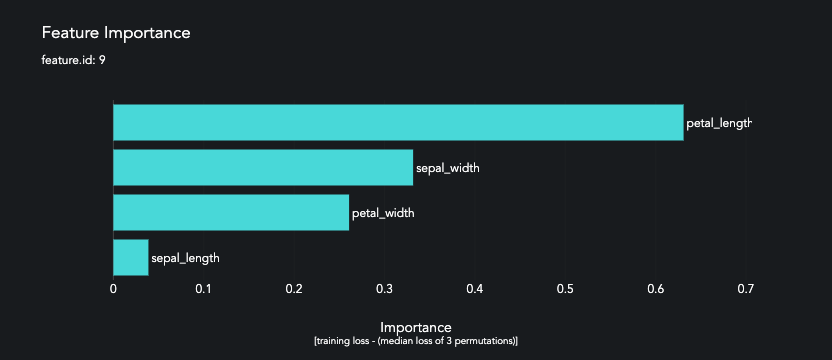 Feature Importance
feature.id: 9
petal_length
sepal_width
petal_width
sepal_length
0 0.1 0.2 0.3 0.4 0.5 0.6 0.7
Importance
[training loss - (median loss of 3 permutations)]